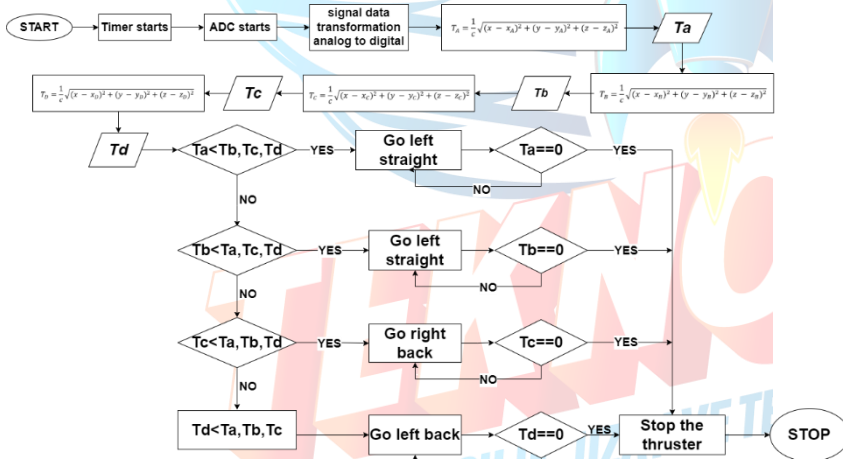 START
Timer starts
ADC starts
signal data
transformation
analog to digital
T_A = 1/c √((x − x_A)² + (y − y_A)² + (z − z_A)²
Ta
T_B = 1/c √((x − x_B)² + (y − y_B)² + (z − z_B)²
Tb
T_C = 1/c √((x − x_C)² + (y − y_C)² + (z − z_C)²
Tc
T_D = 1/c √((x − x_D)² + (y − y_D)² + (z − z_D)²
Td
Ta<Tb,Tc,Td
YES
Go left
straight
Ta==0
YES
NO
NO
Tb<Ta,Tc,Td
YES
Go left
straight
Tb==0
YES
NO
NO
Tc<Ta,Tb,Td
YES
Go right
back
Tc==0
YES
NO
NO
Td<Ta,Tb,Tc
Go left back
Td==0
YES
Stop the
thruster
STOP
TEKNO